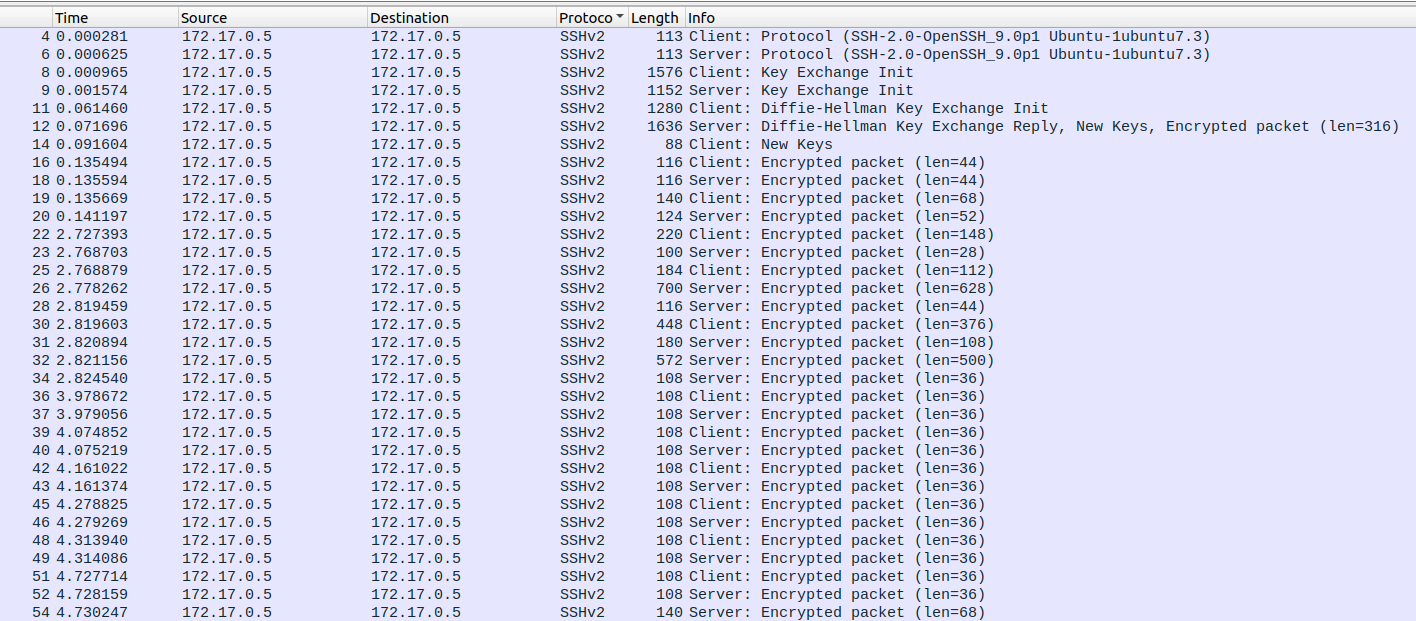 Time Source Destination Protoco Length Info
4 0.000281 172.17.0.5 172.17.0.5 SSHv2 113 Client: Protocol (SSH-2.0-OpenSSH_9.0p1 Ubuntu-1ubuntu7.3)
6 0.000625 172.17.0.5 172.17.0.5 SSHv2 113 Server: Protocol (SSH-2.0-OpenSSH_9.0p1 Ubuntu-1ubuntu7.3)
8 0.000965 172.17.0.5 172.17.0.5 SSHv2 1576 Client: Key Exchange Init
9 0.001574 172.17.0.5 172.17.0.5 SSHv2 1152 Server: Key Exchange Init
11 0.061460 172.17.0.5 172.17.0.5 SSHv2 1280 Client: Diffie-Hellman Key Exchange Init
12 0.071696 172.17.0.5 172.17.0.5 SSHv2 1636 Server: Diffie-Hellman Key Exchange Reply, New Keys, Encrypted packet (len=316)
14 0.091604 172.17.0.5 172.17.0.5 SSHv2 88 Client: New Keys
16 0.135494 172.17.0.5 172.17.0.5 SSHv2 116 Client: Encrypted packet (len=44)
18 0.135594 172.17.0.5 172.17.0.5 SSHv2 116 Server: Encrypted packet (len=44)
19 0.135669 172.17.0.5 172.17.0.5 SSHv2 140 Client: Encrypted packet (len=68)
20 0.141197 172.17.0.5 172.17.0.5 SSHv2 124 Server: Encrypted packet (len=52)
22 2.727393 172.17.0.5 172.17.0.5 SSHv2 220 Client: Encrypted packet (len=148)
23 2.768703 172.17.0.5 172.17.0.5 SSHv2 100 Server: Encrypted packet (len=28)
25 2.768879 172.17.0.5 172.17.0.5 SSHv2 184 Client: Encrypted packet (len=112)
26 2.778262 172.17.0.5 172.17.0.5 SSHv2 700 Server: Encrypted packet (len=628)
28 2.819459 172.17.0.5 172.17.0.5 SSHv2 116 Server: Encrypted packet (len=44)
30 2.819603 172.17.0.5 172.17.0.5 SSHv2 448 Client: Encrypted packet (len=376)
31 2.820894 172.17.0.5 172.17.0.5 SSHv2 180 Server: Encrypted packet (len=108)
32 2.821156 172.17.0.5 172.17.0.5 SSHv2 572 Server: Encrypted packet (len=500)
34 2.824540 172.17.0.5 172.17.0.5 SSHv2 108 Server: Encrypted packet (len=36)
36 3.978672 172.17.0.5 172.17.0.5 SSHv2 108 Client: Encrypted packet (len=36)
37 3.979056 172.17.0.5 172.17.0.5 SSHv2 108 Server: Encrypted packet (len=36)
39 4.074852 172.17.0.5 172.17.0.5 SSHv2 108 Client: Encrypted packet (len=36)
40 4.075219 172.17.0.5 172.17.0.5 SSHv2 108 Server: Encrypted packet (len=36)
42 4.161022 172.17.0.5 172.17.0.5 SSHv2 108 Client: Encrypted packet (len=36)
43 4.161374 172.17.0.5 172.17.0.5 SSHv2 108 Server: Encrypted packet (len=36)
45 4.278825 172.17.0.5 172.17.0.5 SSHv2 108 Client: Encrypted packet (len=36)
46 4.279269 172.17.0.5 172.17.0.5 SSHv2 108 Server: Encrypted packet (len=36)
48 4.313940 172.17.0.5 172.17.0.5 SSHv2 108 Client: Encrypted packet (len=36)
49 4.314086 172.17.0.5 172.17.0.5 SSHv2 108 Server: Encrypted packet (len=36)
51 4.727714 172.17.0.5 172.17.0.5 SSHv2 108 Client: Encrypted packet (len=36)
52 4.728159 172.17.0.5 172.17.0.5 SSHv2 108 Server: Encrypted packet (len=36)
54 4.730247 172.17.0.5 172.17.0.5 SSHv2 140 Server: Encrypted packet (len=68)